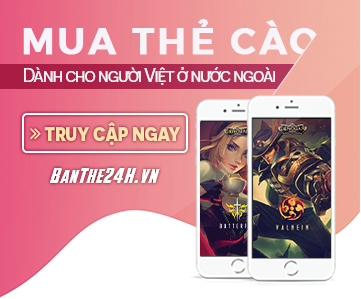 MUA THẺ CÀO
DÀNH CHO NGƯỜI VIỆT Ở NƯỚC NGOÀI
» TRUY CẬP NGAY
BANTHE24H.VN
VALHEIN